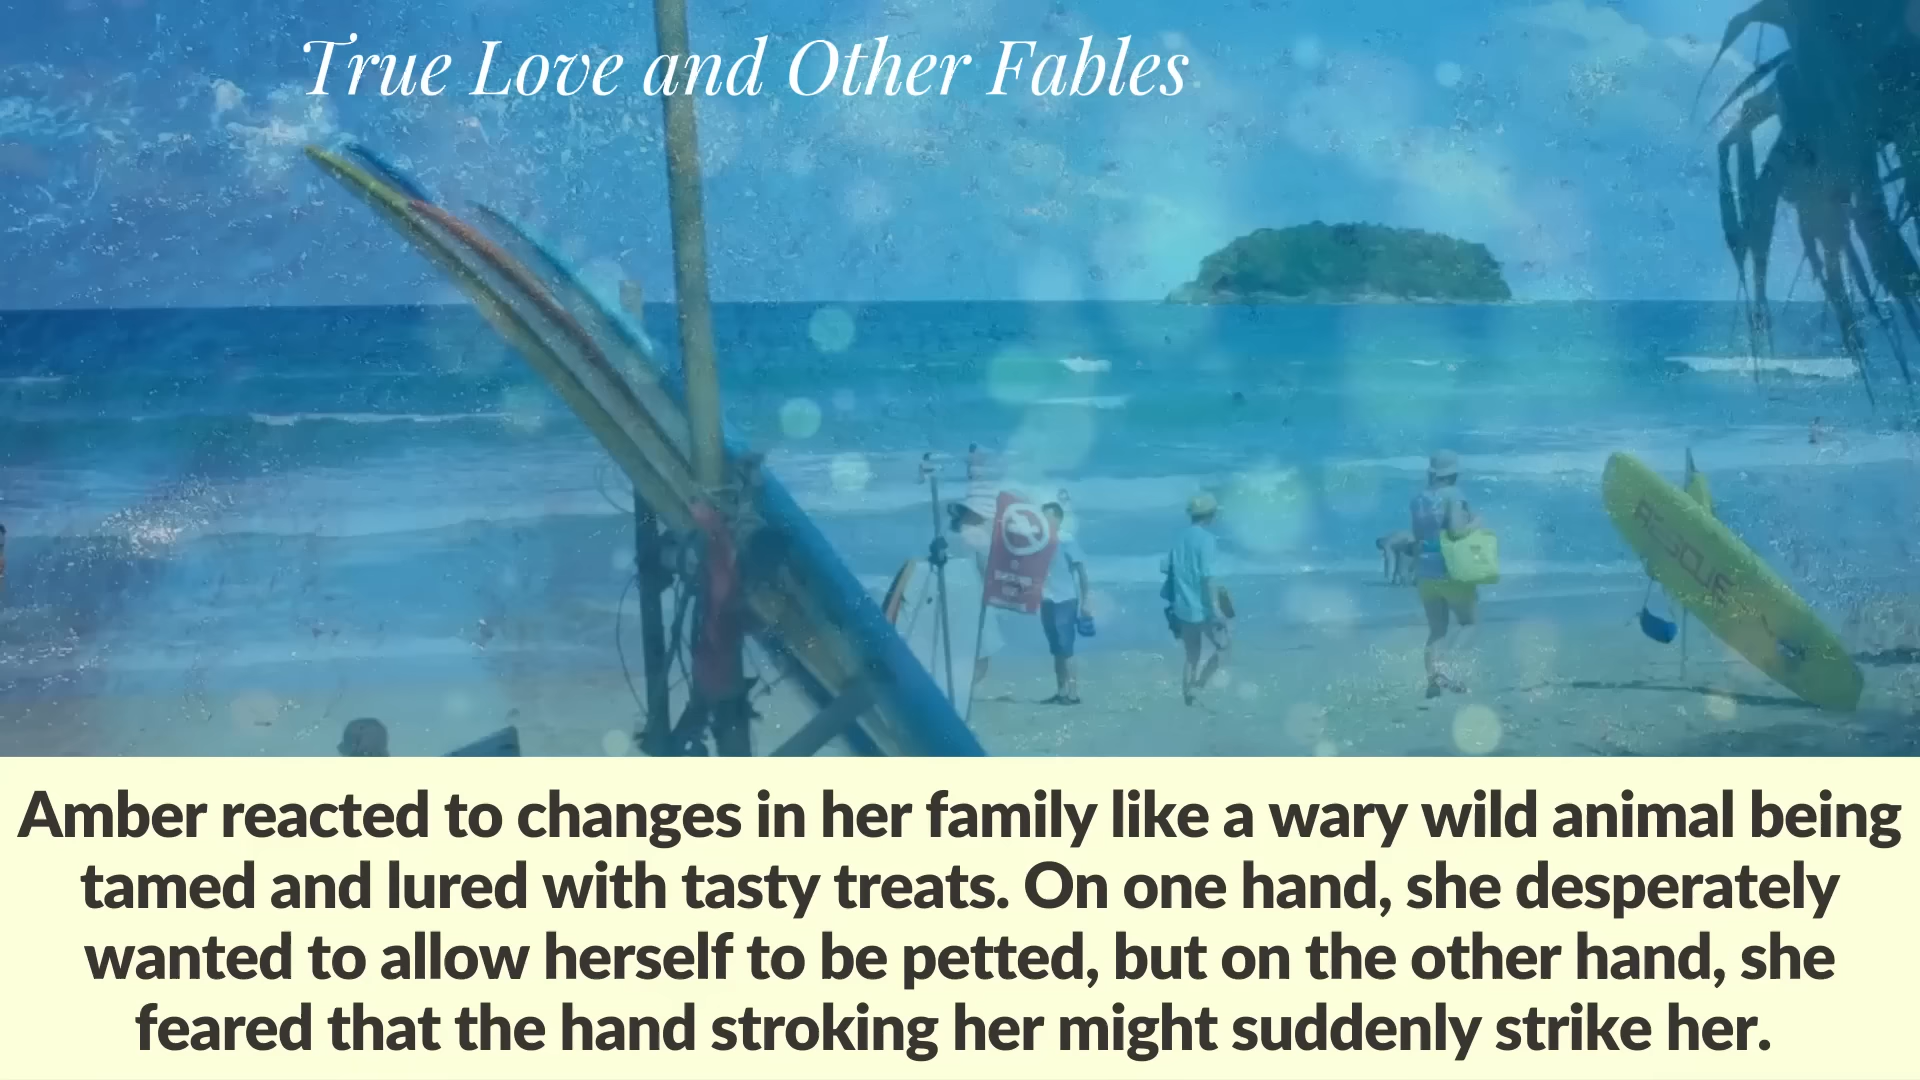 True Love and Other Fables
RESCUE
Amber reacted to changes in her family like a wary wild animal being
tamed and lured with tasty treats. On one hand, she desperately
wanted to allow herself to be petted, but on the other hand, she
feared that the hand stroking her might suddenly strike her.